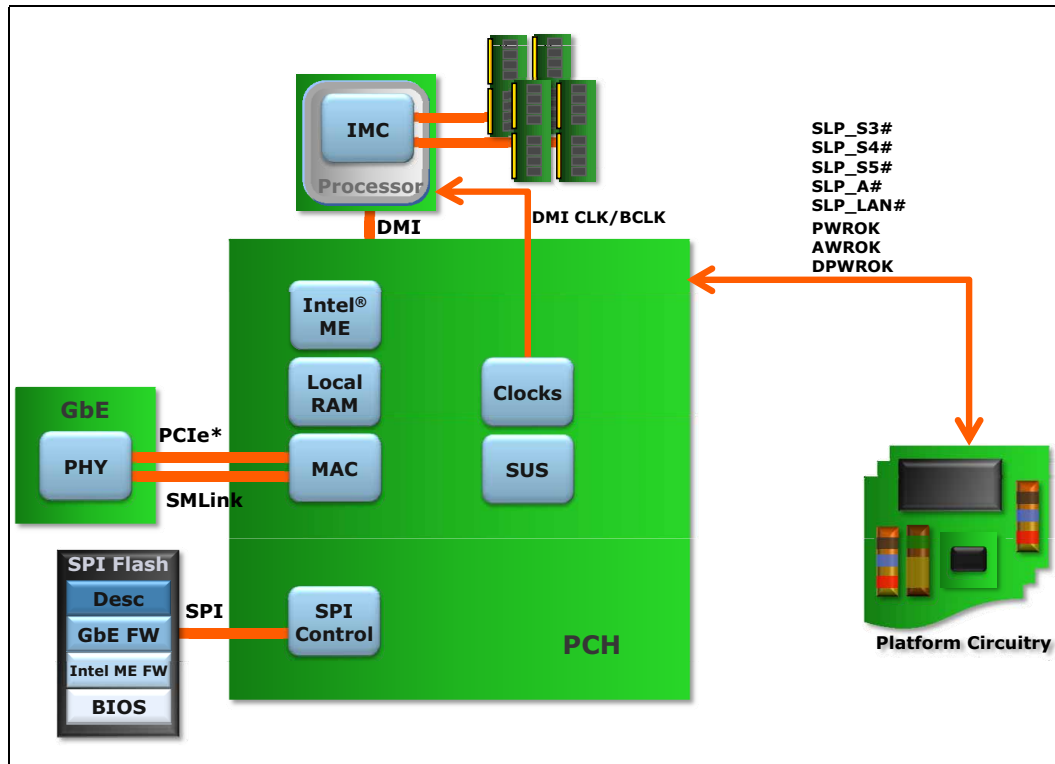 IMC
Processor
DMI
DMI CLK/BCLK
SLP_S3#
SLP_S4#
SLP_S5#
SLP_A#
SLP_LAN#
PWROK
AWROK
DPWROK
Intel®
ME
Local
RAM
MAC
Clocks
SUS
GbE
PHY
PCIe*
SMLink
SPI Flash
Desc
GbE FW
Intel ME FW
BIOS
SPI
SPI
Control
PCH
Platform Circuitry